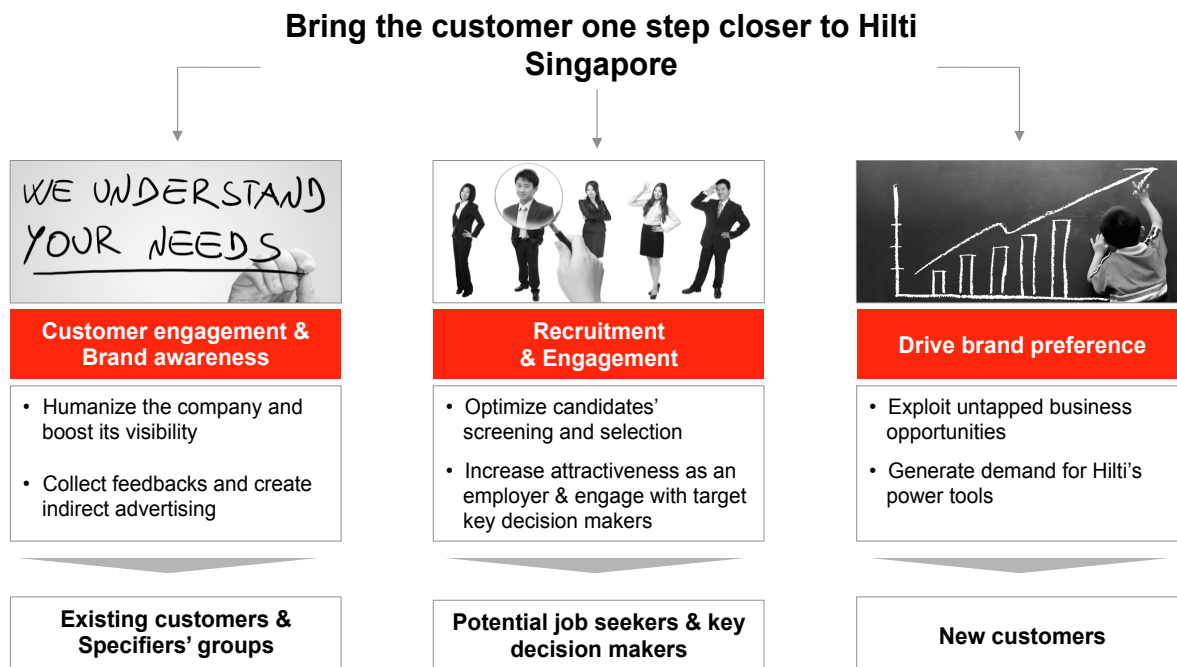 Bring the customer one step closer to Hilti
Singapore
WE UNDERSTAND
YOUR NEEDS
Customer engagement &
Brand awareness
• Humanize the company and
boost its visibility
• Collect feedbacks and create
indirect advertising
Existing customers &
Specifiers' groups
Recruitment
& Engagement
• Optimize candidates'
screening and selection
• Increase attractiveness as an
employer & engage with target
key decision makers
Potential job seekers & key
decision makers
Drive brand preference
• Exploit untapped business
opportunities
• Generate demand for Hilti's
power tools
New customers